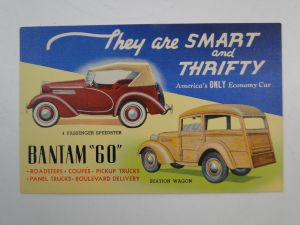 They are SMART
and
THRIFTY
America's ONLY Economy Car
4 PASSENGER SPEEDSTER
BANTAM "60"
• ROADSTERS • COUPES • PICKUP TRUCKS
• PANEL TRUCKS • BOULEVARD DELIVERY
STATION WAGON